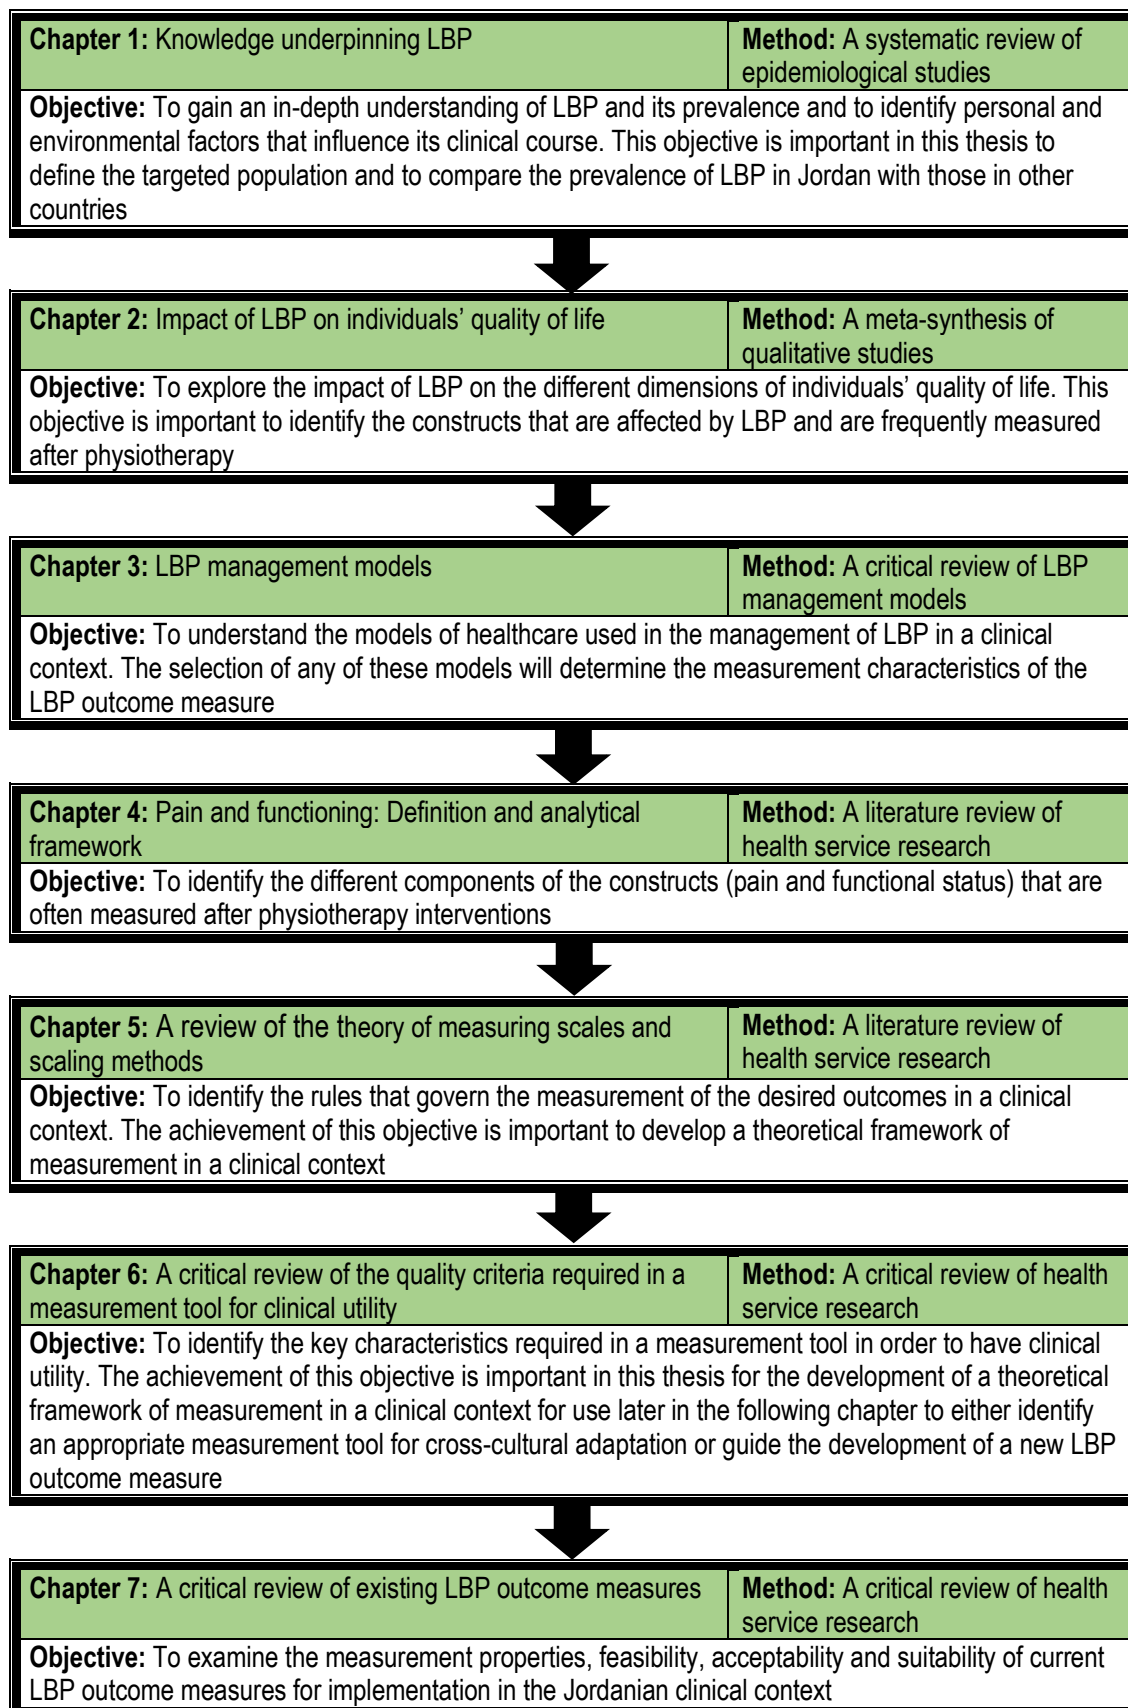 Chapter 1: Knowledge underpinning LBP
Method: A systematic review of
epidemiological studies
Objective: To gain an in-depth understanding of LBP and its prevalence and to identify personal and
environmental factors that influence its clinical course. This objective is important in this thesis to
define the targeted population and to compare the prevalence of LBP in Jordan with those in other
countries
Chapter 2: Impact of LBP on individuals’ quality of life
Method: A meta-synthesis of
qualitative studies
Objective: To explore the impact of LBP on the different dimensions of individuals’ quality of life. This
objective is important to identify the constructs that are affected by LBP and are frequently measured
after physiotherapy
Chapter 3: LBP management models
Method: A critical review of LBP
management models
Objective: To understand the models of healthcare used in the management of LBP in a clinical
context. The selection of any of these models will determine the measurement characteristics of the
LBP outcome measure
Chapter 4: Pain and functioning: Definition and analytical
framework
Method: A literature review of
health service research
Objective: To identify the different components of the constructs (pain and functional status) that are
often measured after physiotherapy interventions
Chapter 5: A review of the theory of measuring scales and
scaling methods
Method: A literature review of
health service research
Objective: To identify the rules that govern the measurement of the desired outcomes in a clinical
context. The achievement of this objective is important to develop a theoretical framework of
measurement in a clinical context
Chapter 6: A critical review of the quality criteria required in a
measurement tool for clinical utility
Method: A critical review of health
service research
Objective: To identify the key characteristics required in a measurement tool in order to have clinical
utility. The achievement of this objective is important in this thesis for the development of a theoretical
framework of measurement in a clinical context for use later in the following chapter to either identify
an appropriate measurement tool for cross-cultural adaptation or guide the development of a new LBP
outcome measure
Chapter 7: A critical review of existing LBP outcome measures
Method: A critical review of health
service research
Objective: To examine the measurement properties, feasibility, acceptability and suitability of current
LBP outcome measures for implementation in the Jordanian clinical context